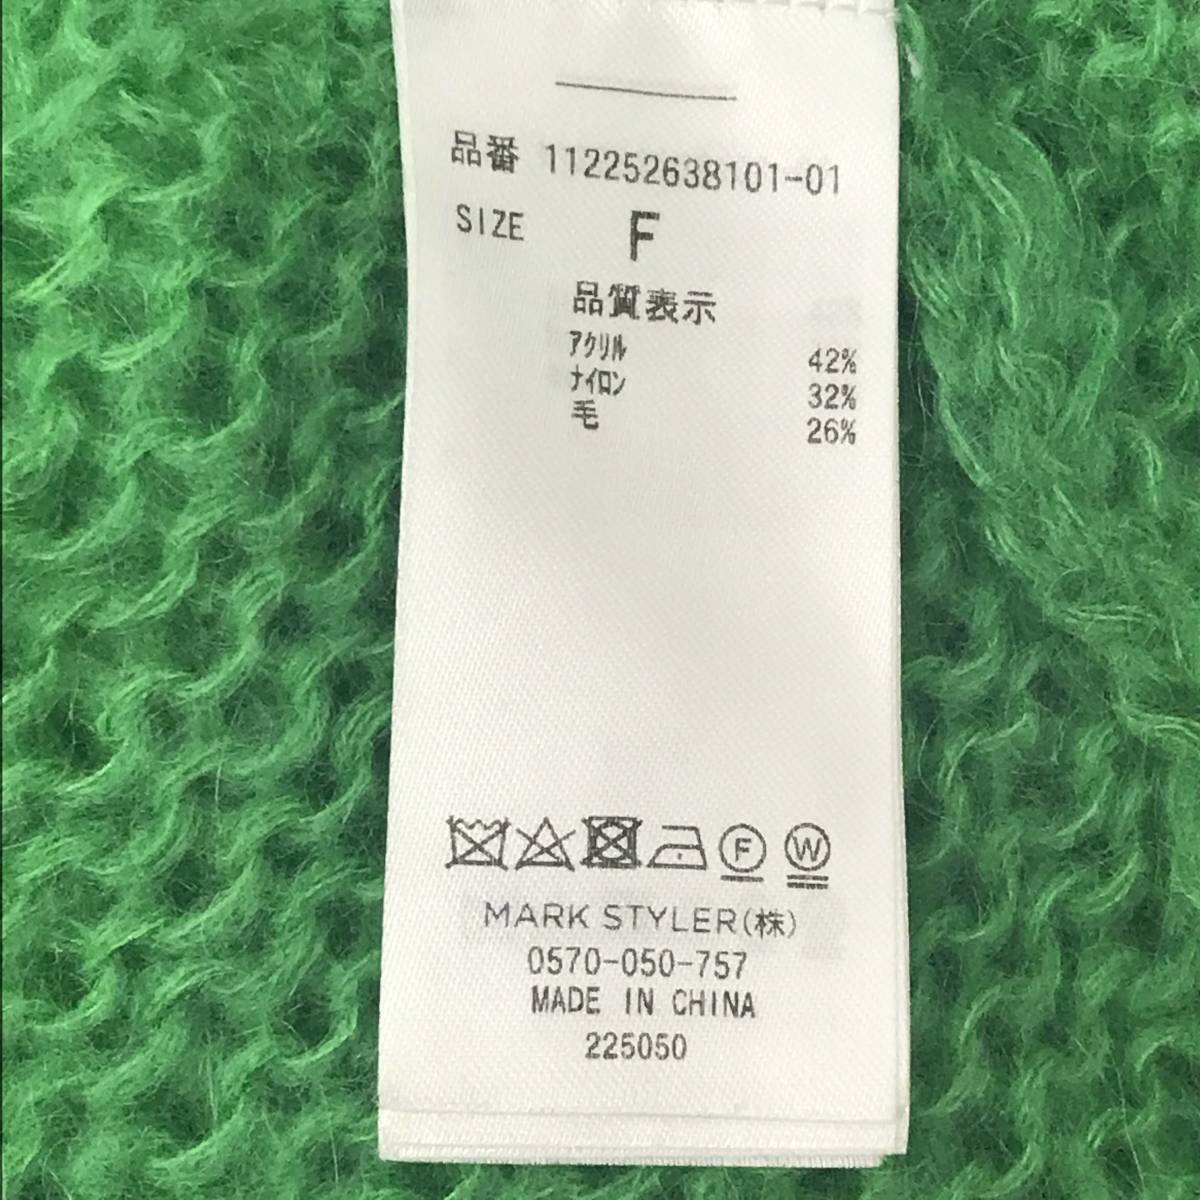 品番 112252638101-01
SIZE F
品質表示
アクリル 42%
ナイロン 32%
毛 26%
F W
MARK STYLER(株)
0570-050-757
MADE IN CHINA
225050